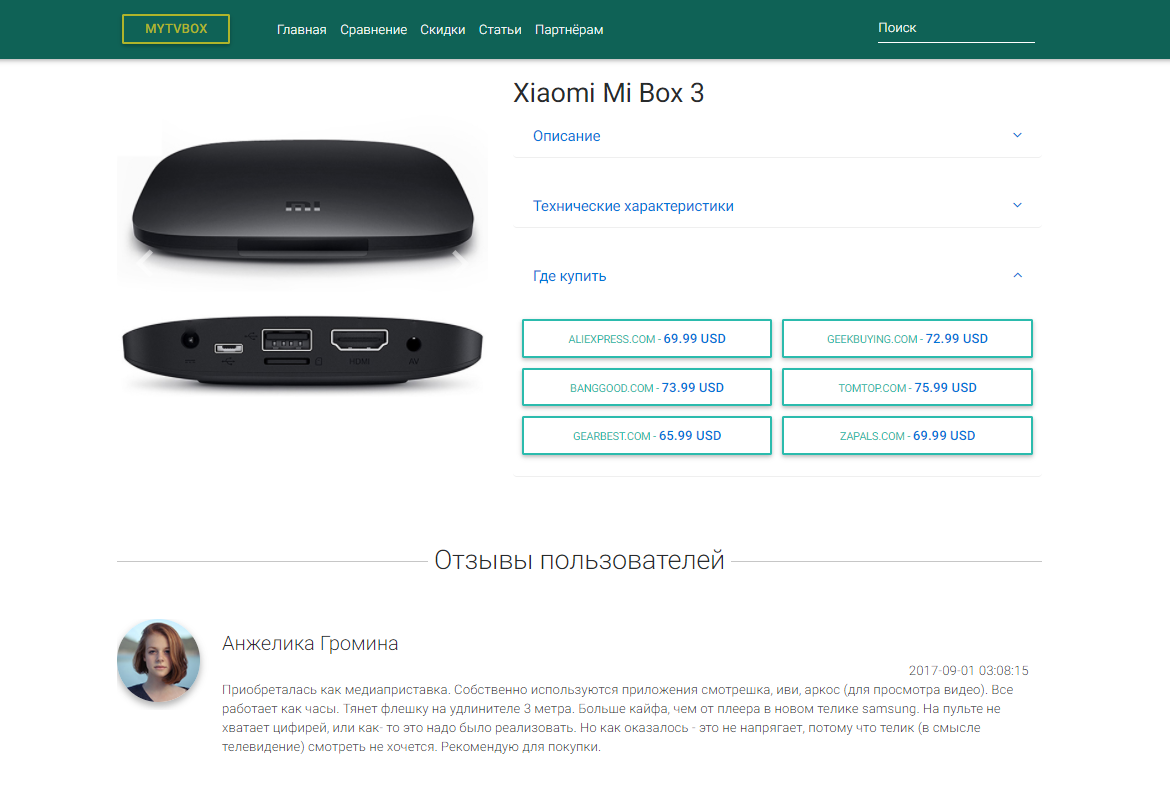 MYTVBOX
Главная Сравнение Скидки Статьи Партнёрам
Поиск
Xiaomi Mi Box 3
Описание
Технические характеристики
Где купить
ALIEXPRESS.COM - 69.99 USD
GEEKBUYING.COM - 72.99 USD
BANGGOOD.COM - 73.99 USD
TOMTOP.COM - 75.99 USD
GEARBEST.COM - 65.99 USD
ZAPALS.COM - 69.99 USD
mi
HDMI
AV
Отзывы пользователей
Анжелика Громина
2017-09-01 03:08:15
Приобреталась как медиаприставка. Собственно используются приложения смотрешка, иви, аркос (для просмотра видео). Все
работает как часы. Тянет флешку на удлинителе 3 метра. Больше кайфа, чем от плеера в новом телике samsung. На пульте не
хватает цифирей, или как- то это надо было реализовать. Но как оказалось - это не напрягает, потому что телик (в смысле
телевидение) смотреть не хочется. Рекомендую для покупки.